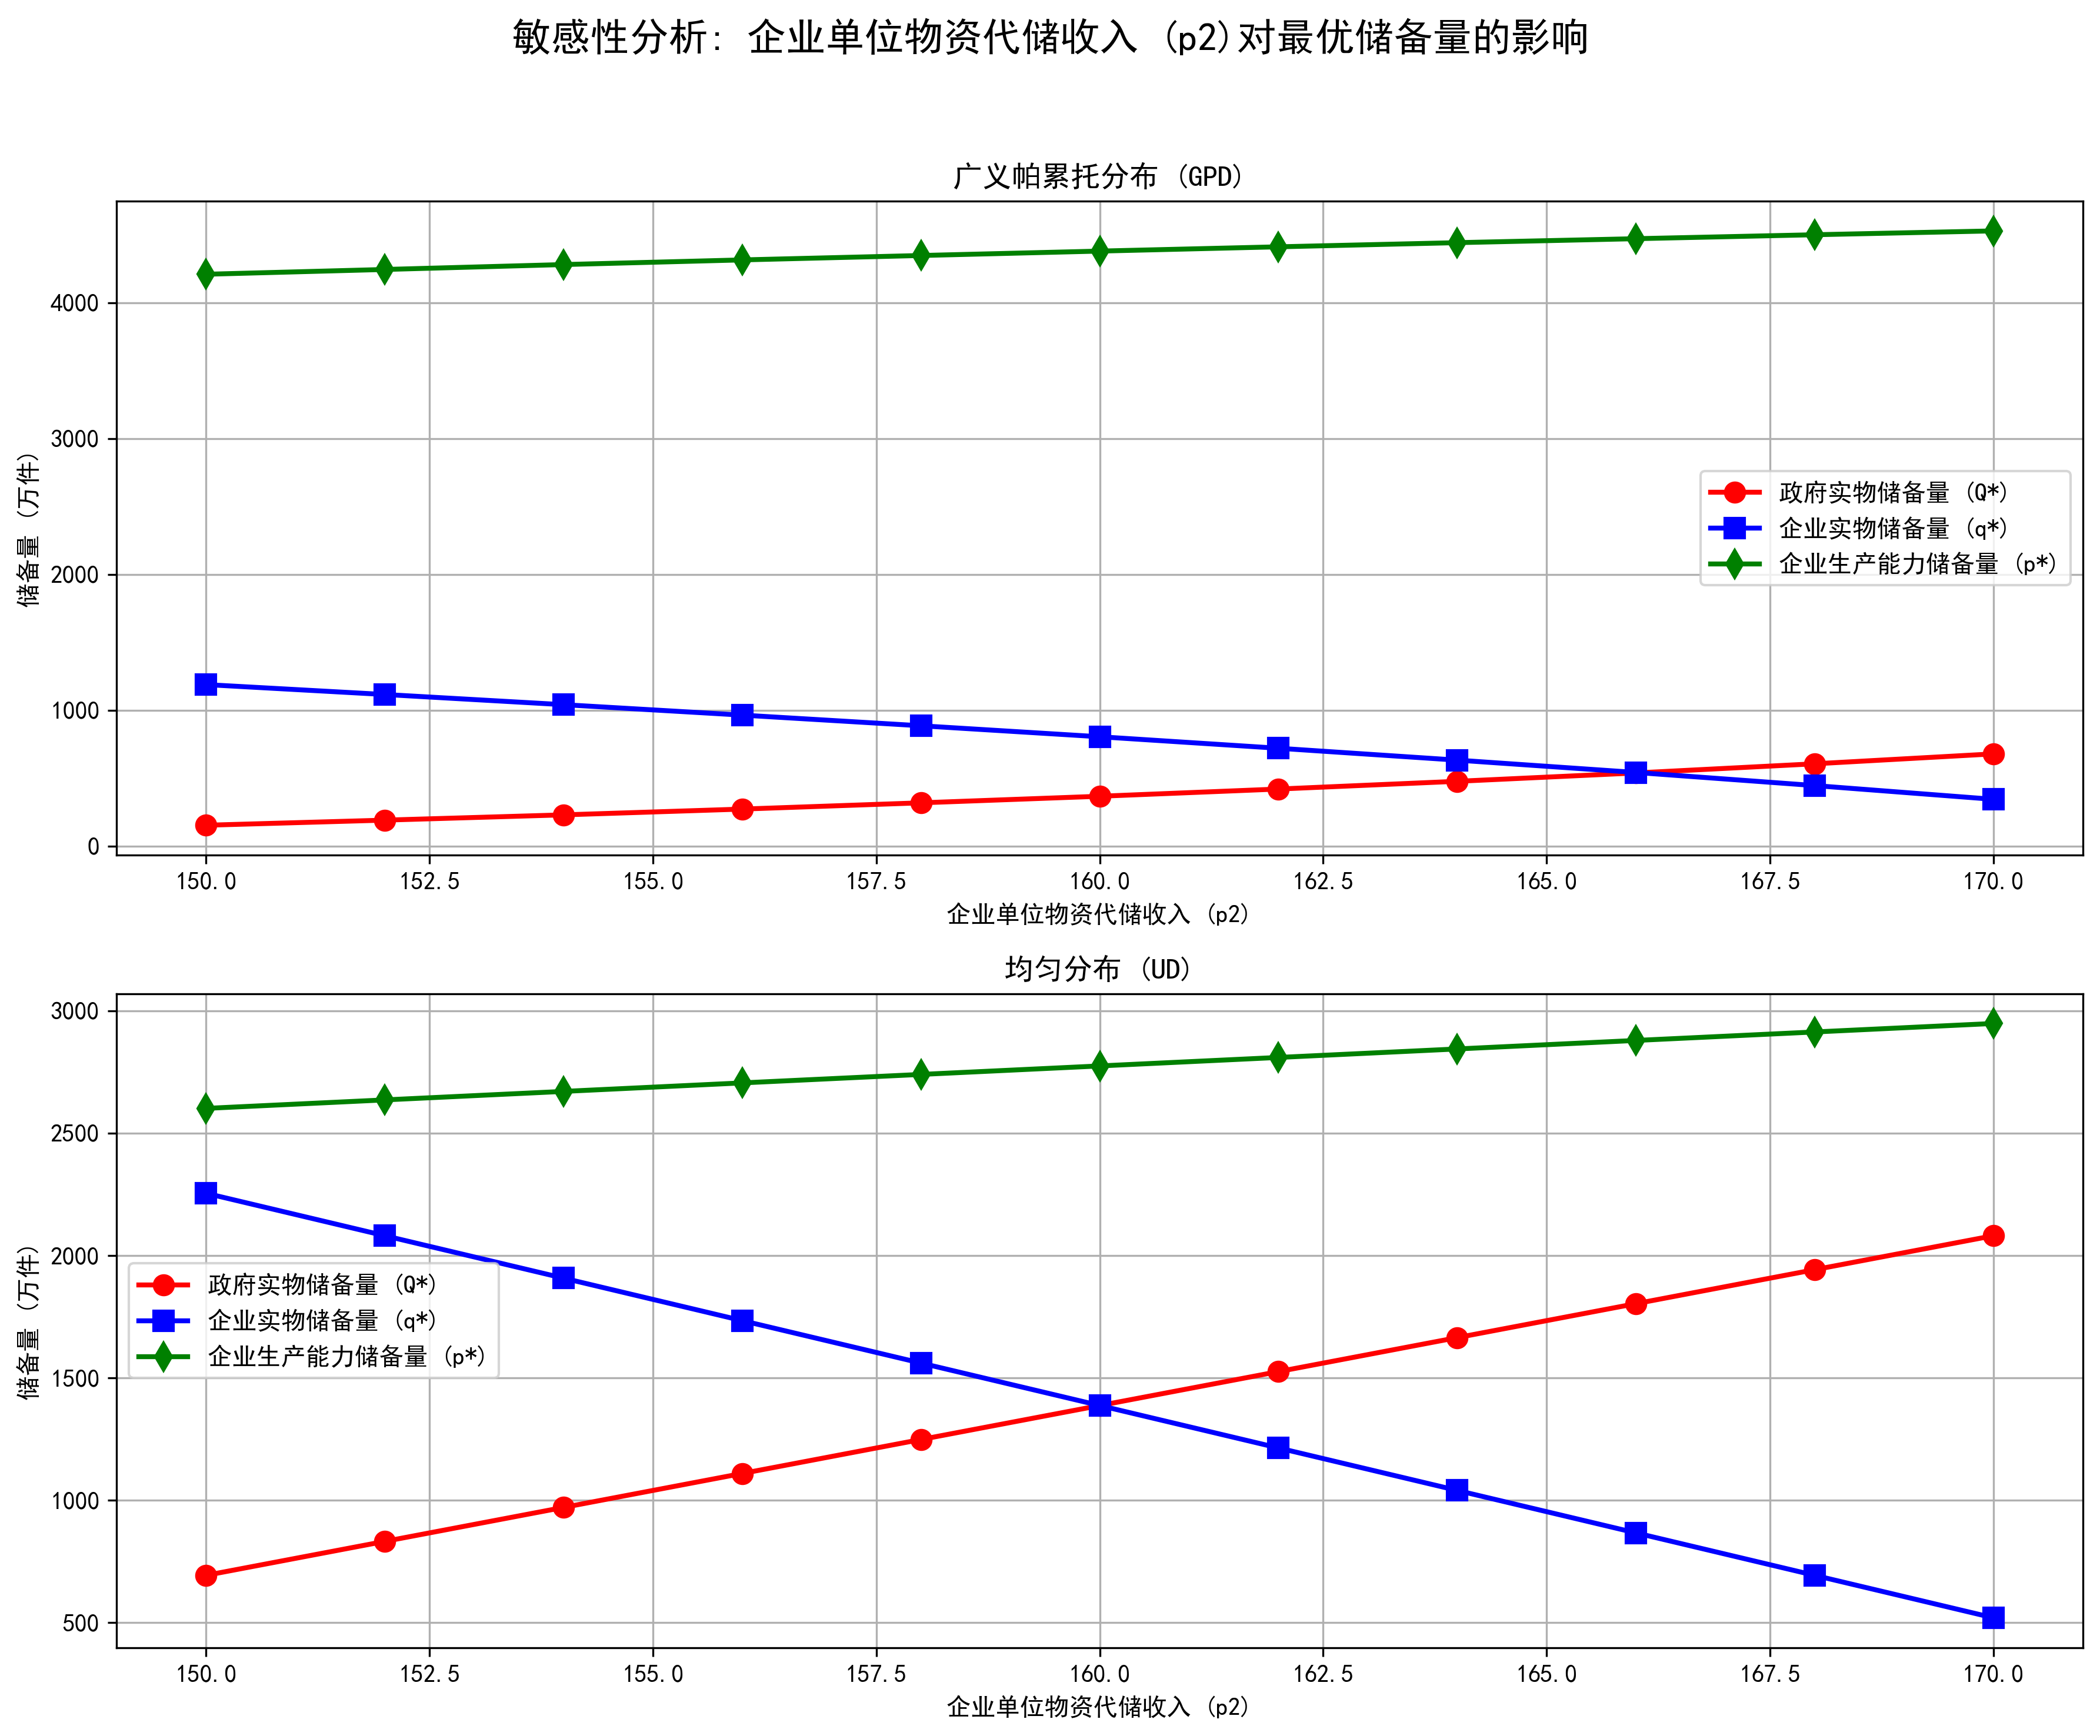 敏感性分析: 企业单位物资代储收入 (p2)对最优储备量的影响
广义帕累托分布 (GPD)
储备量 (万件)
4000
3000
2000
1000
0
政府实物储备量 (Q*)
企业实物储备量 (q*)
企业生产能力储备量 (p*)
150.0 152.5 155.0 157.5 160.0 162.5 165.0 167.5 170.0
企业单位物资代储收入 (p2)
均匀分布 (UD)
储备量 (万件)
3000
2500
2000
1500
1000
500
政府实物储备量 (Q*)
企业实物储备量 (q*)
企业生产能力储备量 (p*)
150.0 152.5 155.0 157.5 160.0 162.5 165.0 167.5 170.0
企业单位物资代储收入 (p2)